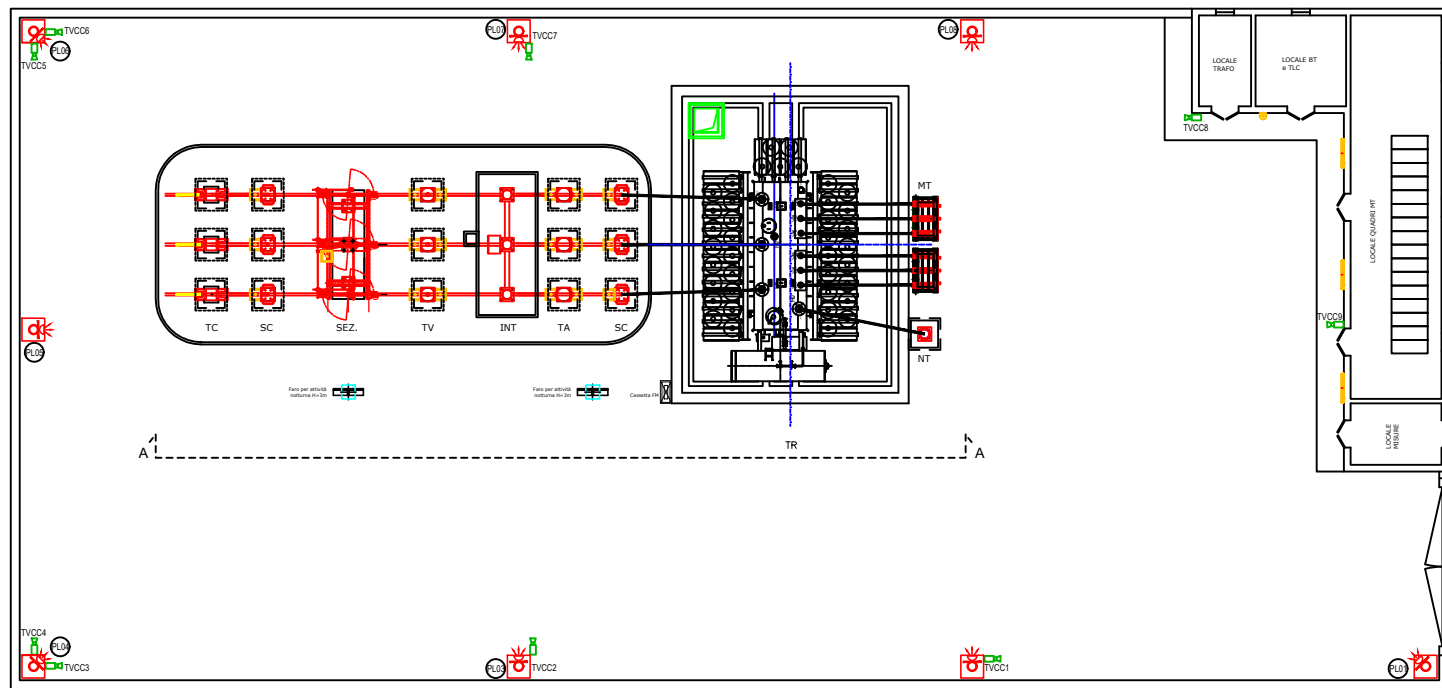 TVCC6
PL06
TVCC5
PL07
TVCC7
PL08
LOCALE
TRAFO
LOCALE BT
e TLC
TVCC8
MT
LOCALE QUADRI MT
TVCC9
TC
SC
SEZ.
TV
INT
TA
SC
NT
PL05
Faro per attività
notturna H=3m
Faro per attività
notturna H=3m
Cassetta FM
LOCALE
MISURE
A
TR
A
TVCC4
PL04
TVCC3
PL03
TVCC2
TVCC1
PL01